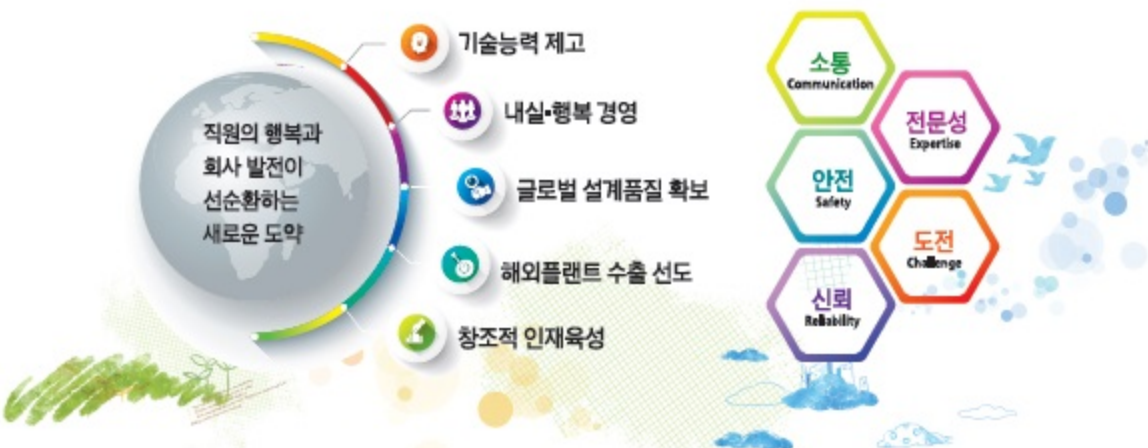 직원의 행복과
회사 발전이
선순환하는
새로운 도약
기술능력 제고
내실·행복 경영
글로벌 설계품질 확보
해외플랜트 수출 선도
창조적 인재육성
소통
Communication
전문성
Expertise
안전
Safety
도전
Challenge
신뢰
Reliability